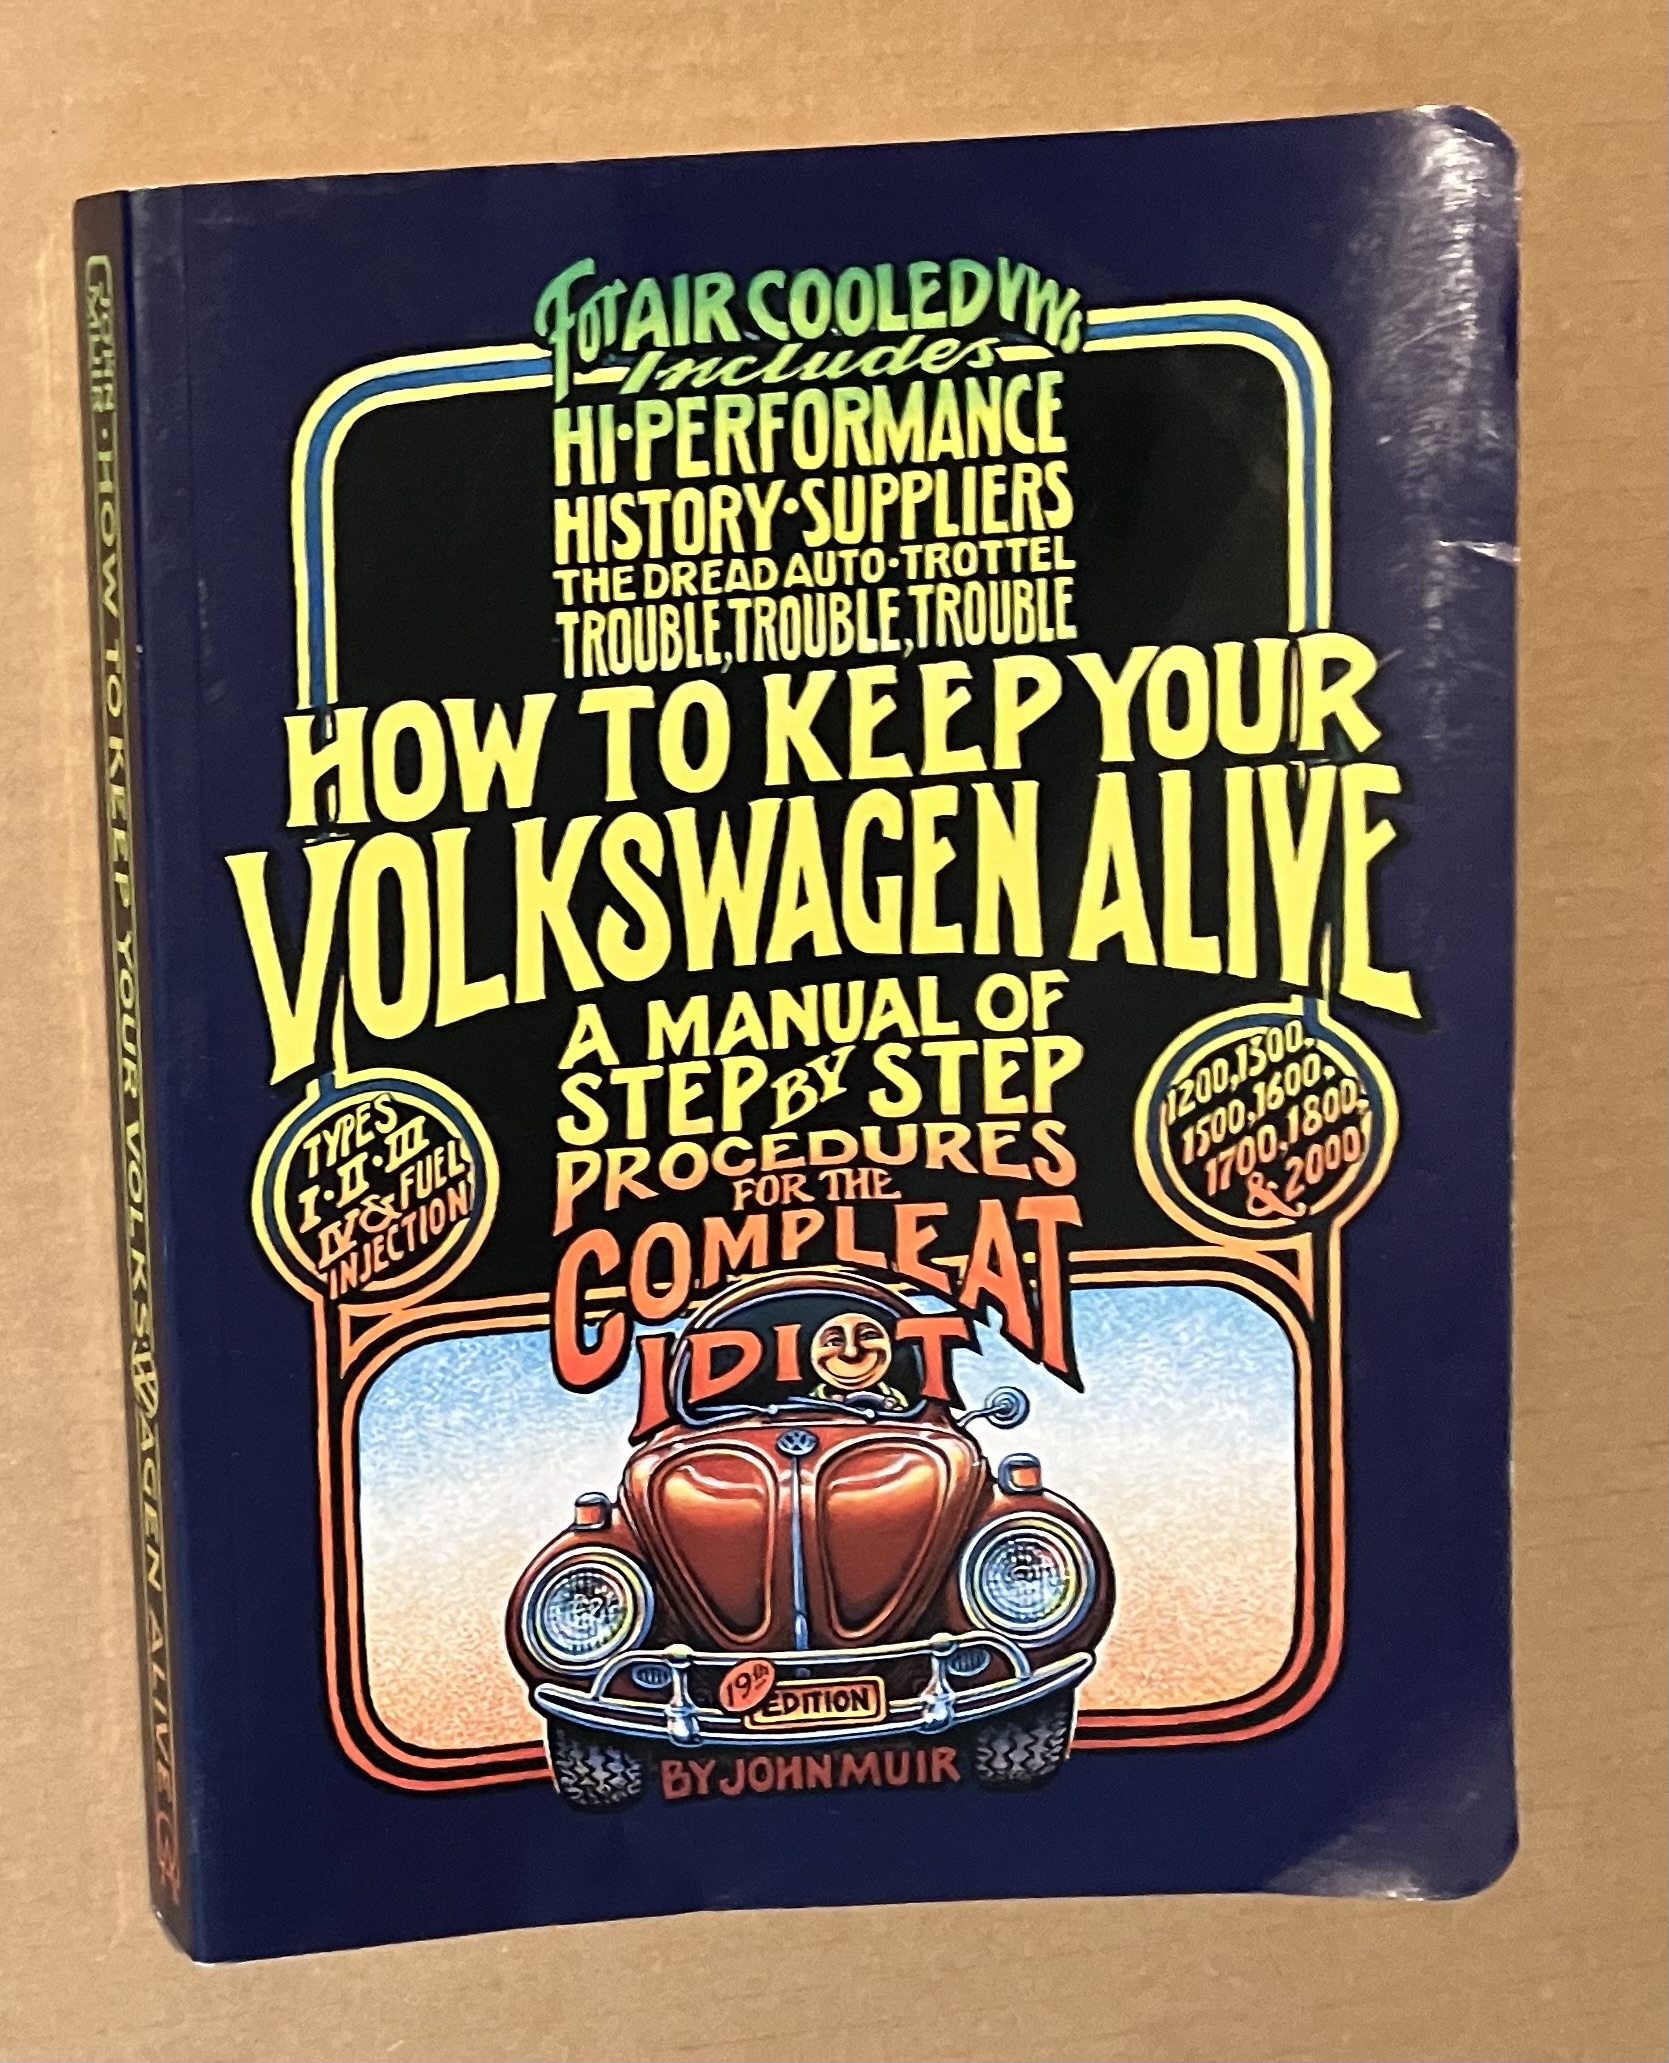 For AIR COOLED VWs
Includes
HI·PERFORMANCE
HISTORY·SUPPLIERS
THE DREAD AUTO·TROTTEL
TROUBLE, TROUBLE, TROUBLE
HOW TO KEEP YOUR
VOLKSWAGEN ALIVE
A MANUAL OF
STEP BY STEP
PROCEDURES
FOR THE
COMPLEAT
IDIOT
TYPES
I·II·III
IV & FUEL
INJECTION
1200, 1300,
1500, 1600,
1700, 1800,
& 2000
19th EDITION
BY JOHN MUIR
JOHN MUIR · HOW TO KEEP YOUR VOLKSWAGEN ALIVE